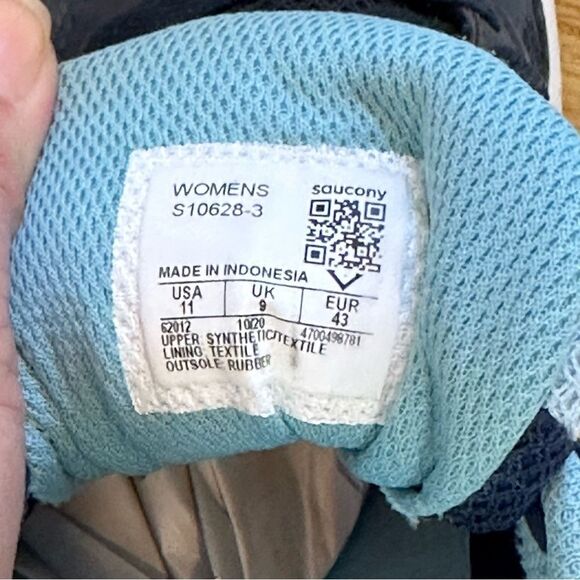 WOMENS
S10628-3
saucony
MADE IN INDONESIA
USA UK EUR
11 9 43
62012 10/20 4700498781
UPPER SYNTHETIC/TEXTILE
LINING TEXTILE
OUTSOLE RUBBER